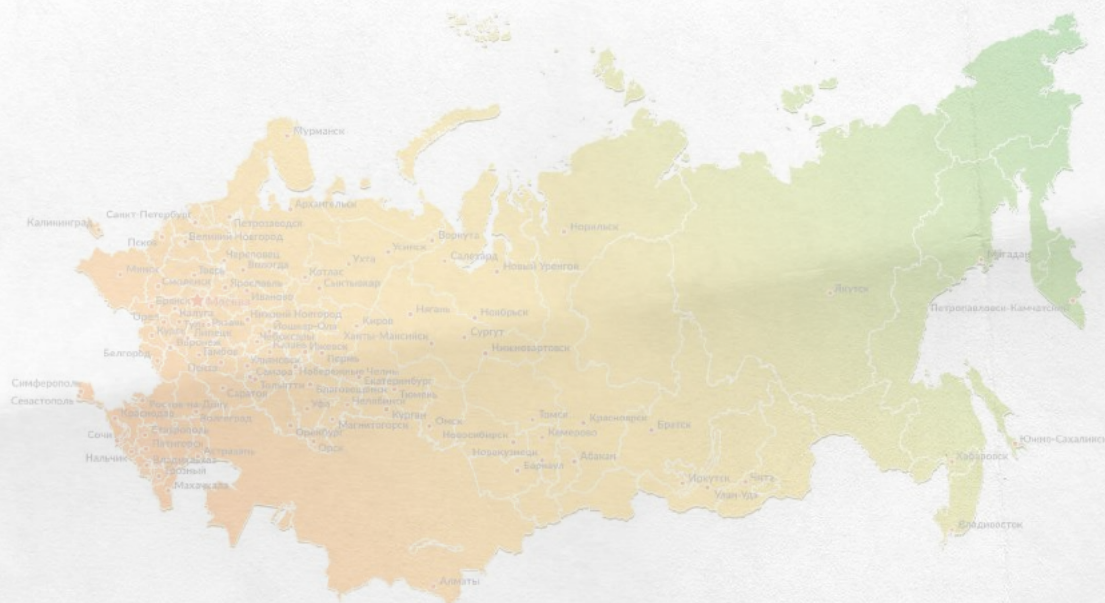 Мурманск
Архангельск
Санкт-Петербург
Калининград
Петрозаводск
Норильск
Великий Новгород
Псков
Воркута
Усинск
Череповец
Салехард
Ухта
Вологда
Новый Уренгой
Магадан
Минск
Котлас
Смоленск
Ярославль
Сыктывкар
Якутск
Брянск
Москва
Иваново
Петропавловск-Камчатский
Калуга
Нягань
Ноябрьск
Нижний Новгород
Киров
Тула
Рязань
Йошкар-Ола
Сургут
Липецк
Ханты-Мансийск
Воронеж
Казань
Ижевск
Нижневартовск
Белгород
Тамбов
Пермь
Ульяновск
Самара
Набережные Челны
Симферополь
Екатеринбург
Тольятти
Саратов
Тюмень
Севастополь
Челябинск
Ростов-на-Дону
Уфа
Краснодар
Курган
Томск
Красноярск
Омск
Братск
Магнитогорск
Ставрополь
Оренбург
Кемерово
Сочи
Новосибирск
Южно-Сахалинск
Пятигорск
Орск
Астрахань
Новокузнецк
Абакан
Хабаровск
Нальчик
Владикавказ
Барнаул
Грозный
Иркутск
Чита
Махачкала
Улан-Удэ
Владивосток
Алматы